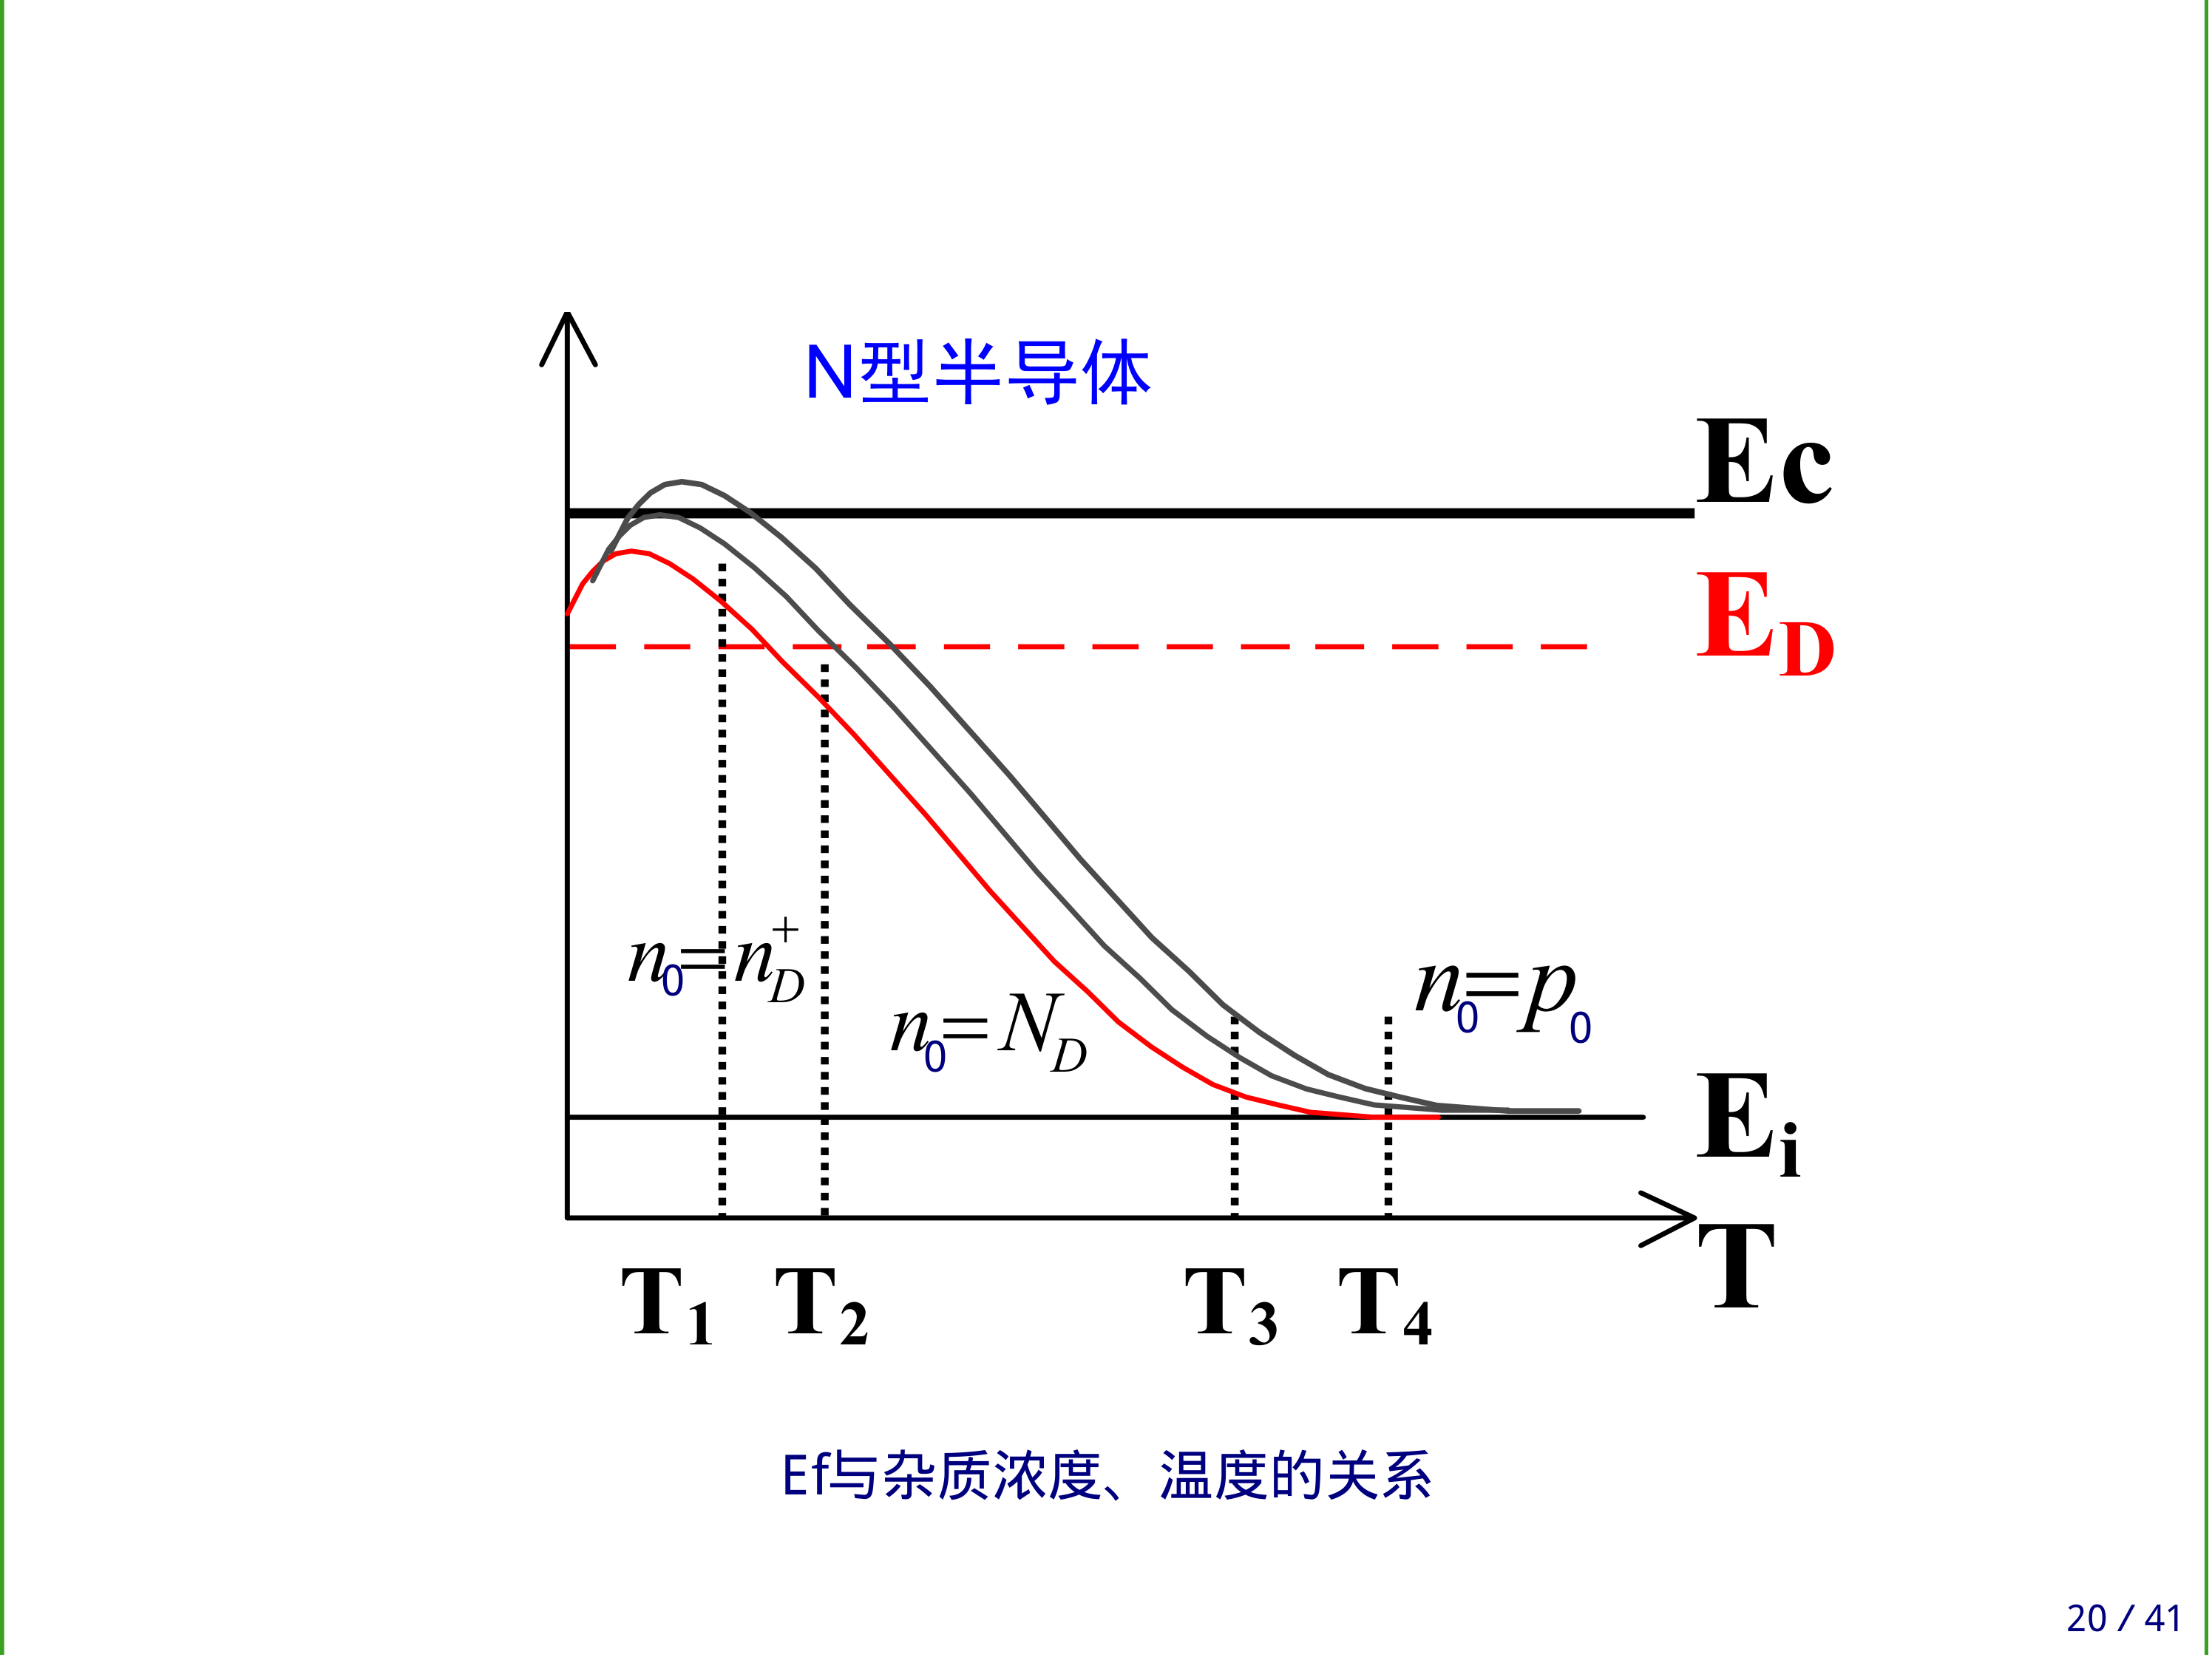 N型半导体
Ec
E_D
n_0=n_D^+
n_0=N_D
n_0=p_0
E_i
T
T_1 T_2 T_3 T_4
Ef与杂质浓度、温度的关系
20 / 41